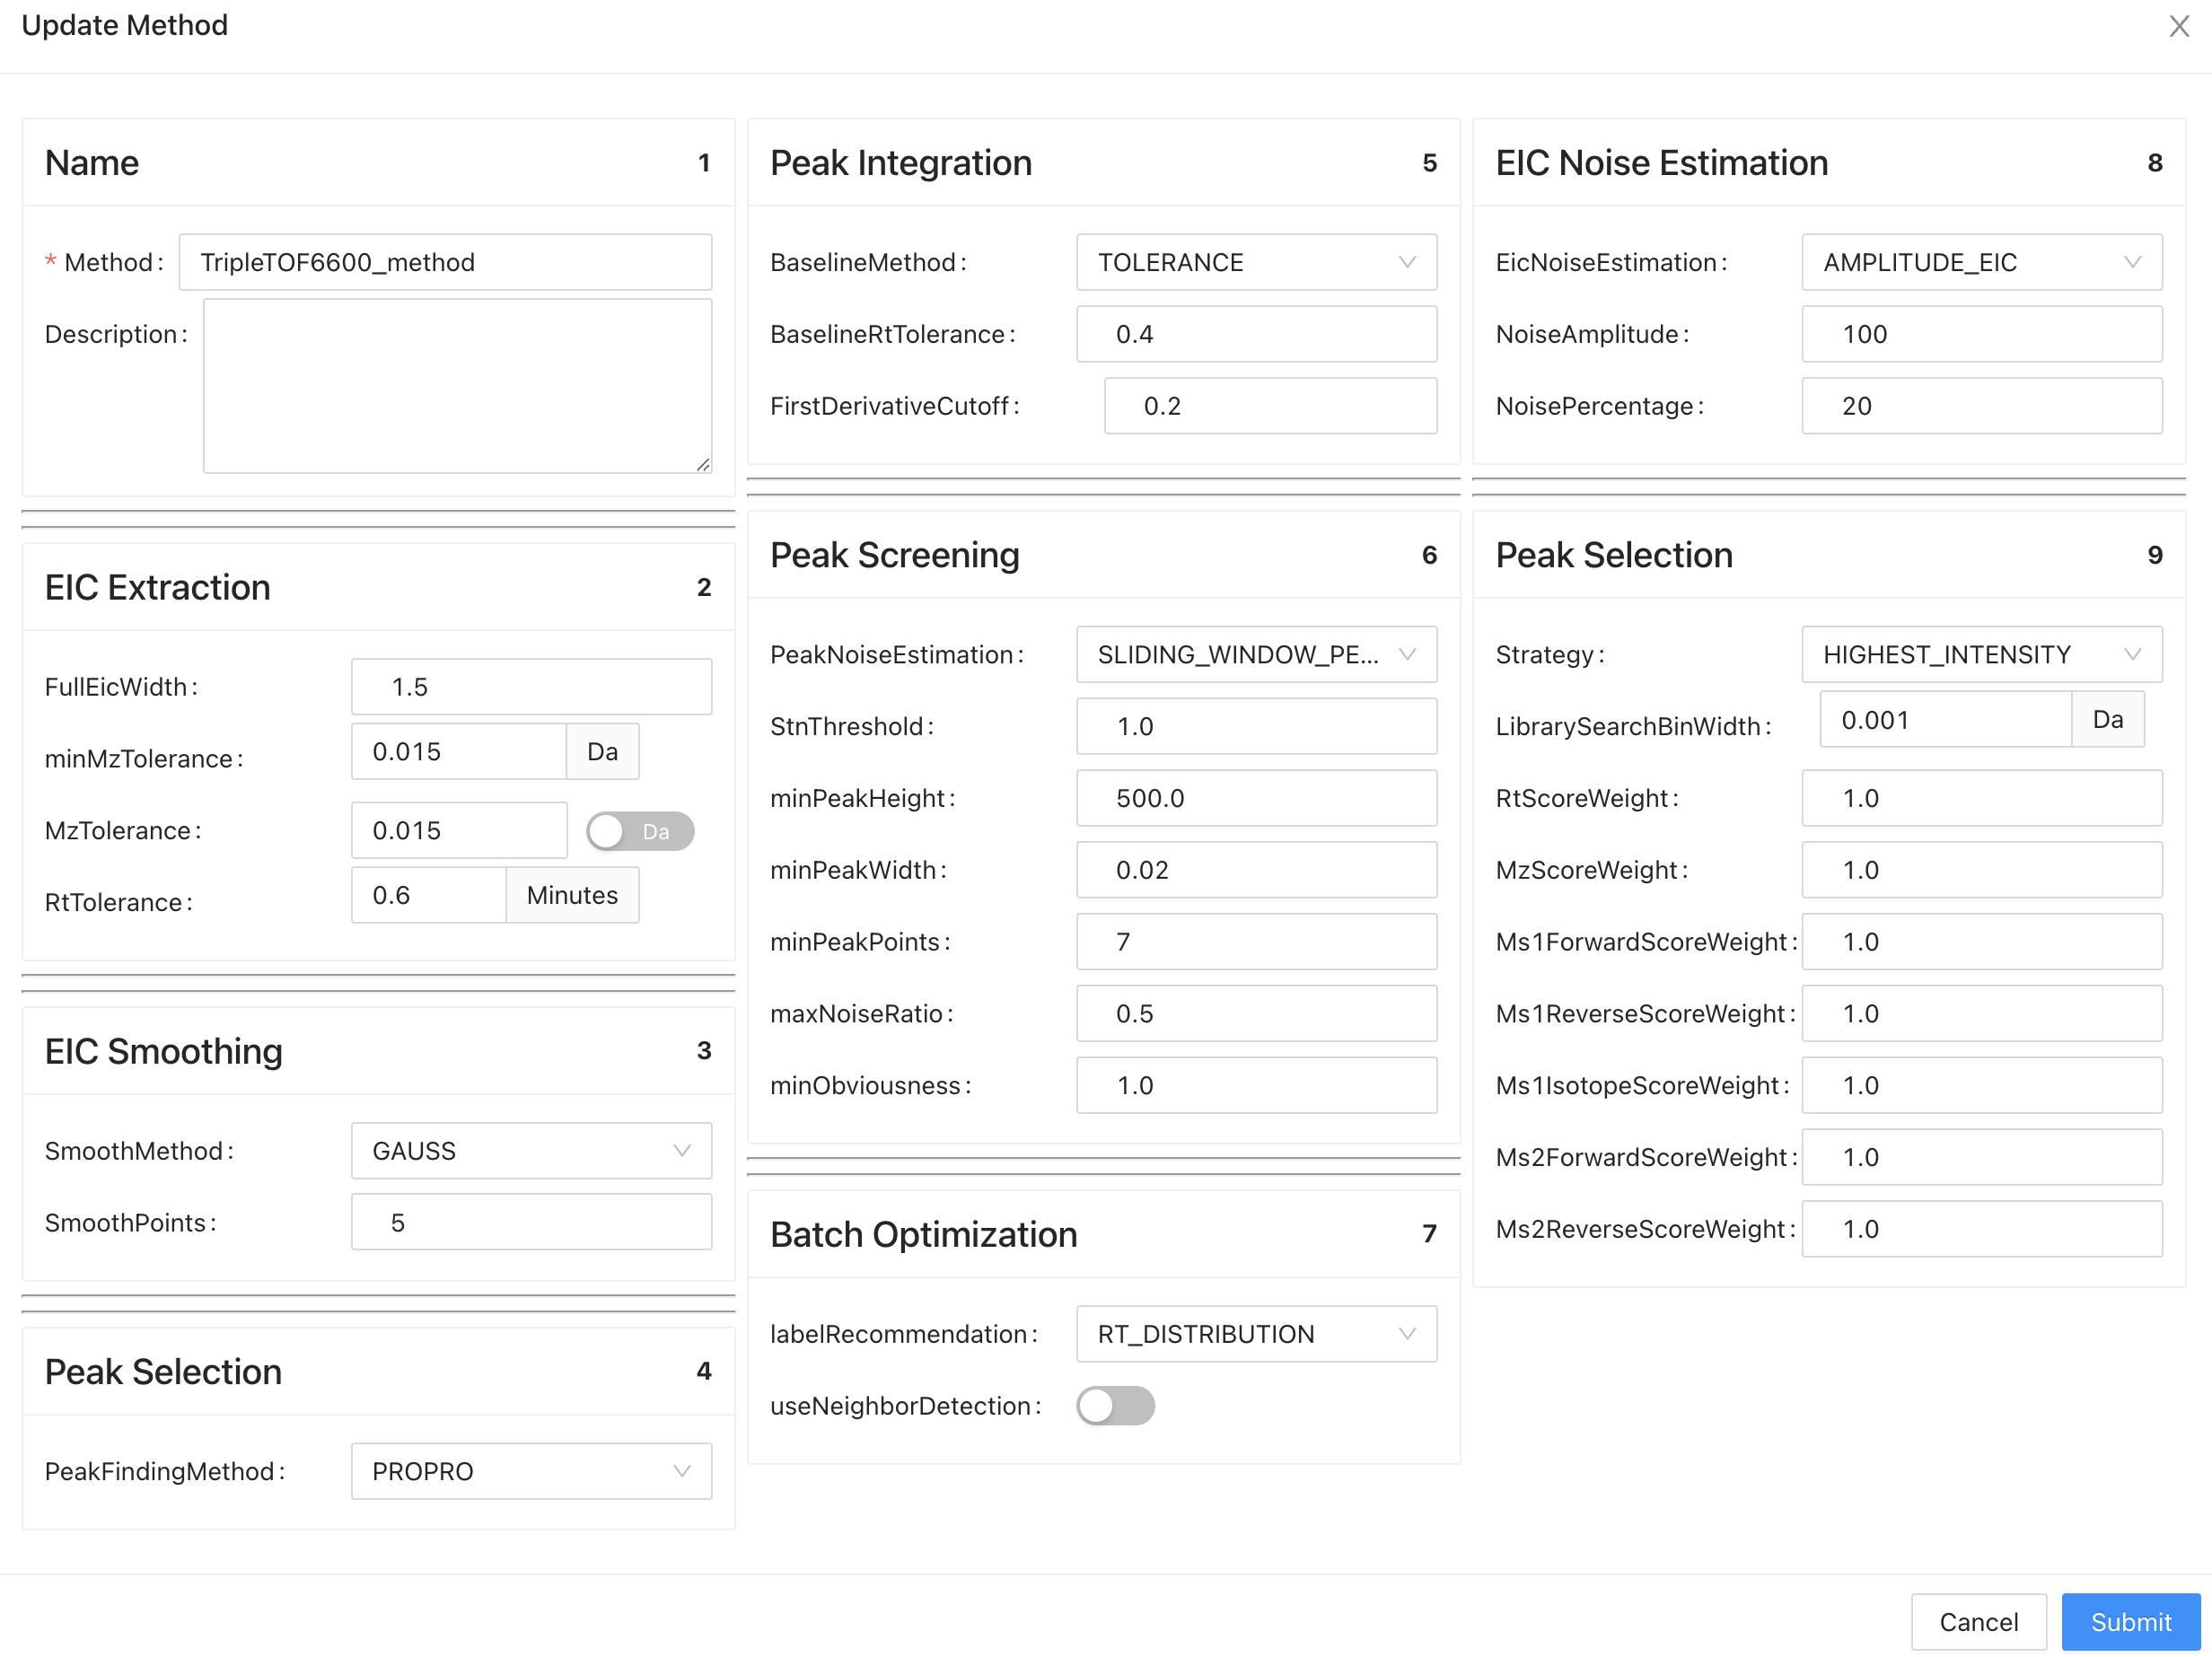 Update Method
Name 1
* Method: TripleTOF6600_method
Description:
EIC Extraction 2
FullEicWidth: 1.5
minMzTolerance: 0.015 Da
MzTolerance: 0.015 Da
RtTolerance: 0.6 Minutes
EIC Smoothing 3
SmoothMethod: GAUSS
SmoothPoints: 5
Peak Selection 4
PeakFindingMethod: PROPRO
Peak Integration 5
BaselineMethod: TOLERANCE
BaselineRtTolerance: 0.4
FirstDerivativeCutoff: 0.2
Peak Screening 6
PeakNoiseEstimation: SLIDING_WINDOW_PE...
StnThreshold: 1.0
minPeakHeight: 500.0
minPeakWidth: 0.02
minPeakPoints: 7
maxNoiseRatio: 0.5
minObviousness: 1.0
Batch Optimization 7
labelRecommendation: RT_DISTRIBUTION
useNeighborDetection:
EIC Noise Estimation 8
EicNoiseEstimation: AMPLITUDE_EIC
NoiseAmplitude: 100
NoisePercentage: 20
Peak Selection 9
Strategy: HIGHEST_INTENSITY
LibrarySearchBinWidth: 0.001 Da
RtScoreWeight: 1.0
MzScoreWeight: 1.0
Ms1ForwardScoreWeight: 1.0
Ms1ReverseScoreWeight: 1.0
Ms1IsotopeScoreWeight: 1.0
Ms2ForwardScoreWeight: 1.0
Ms2ReverseScoreWeight: 1.0
Cancel Submit